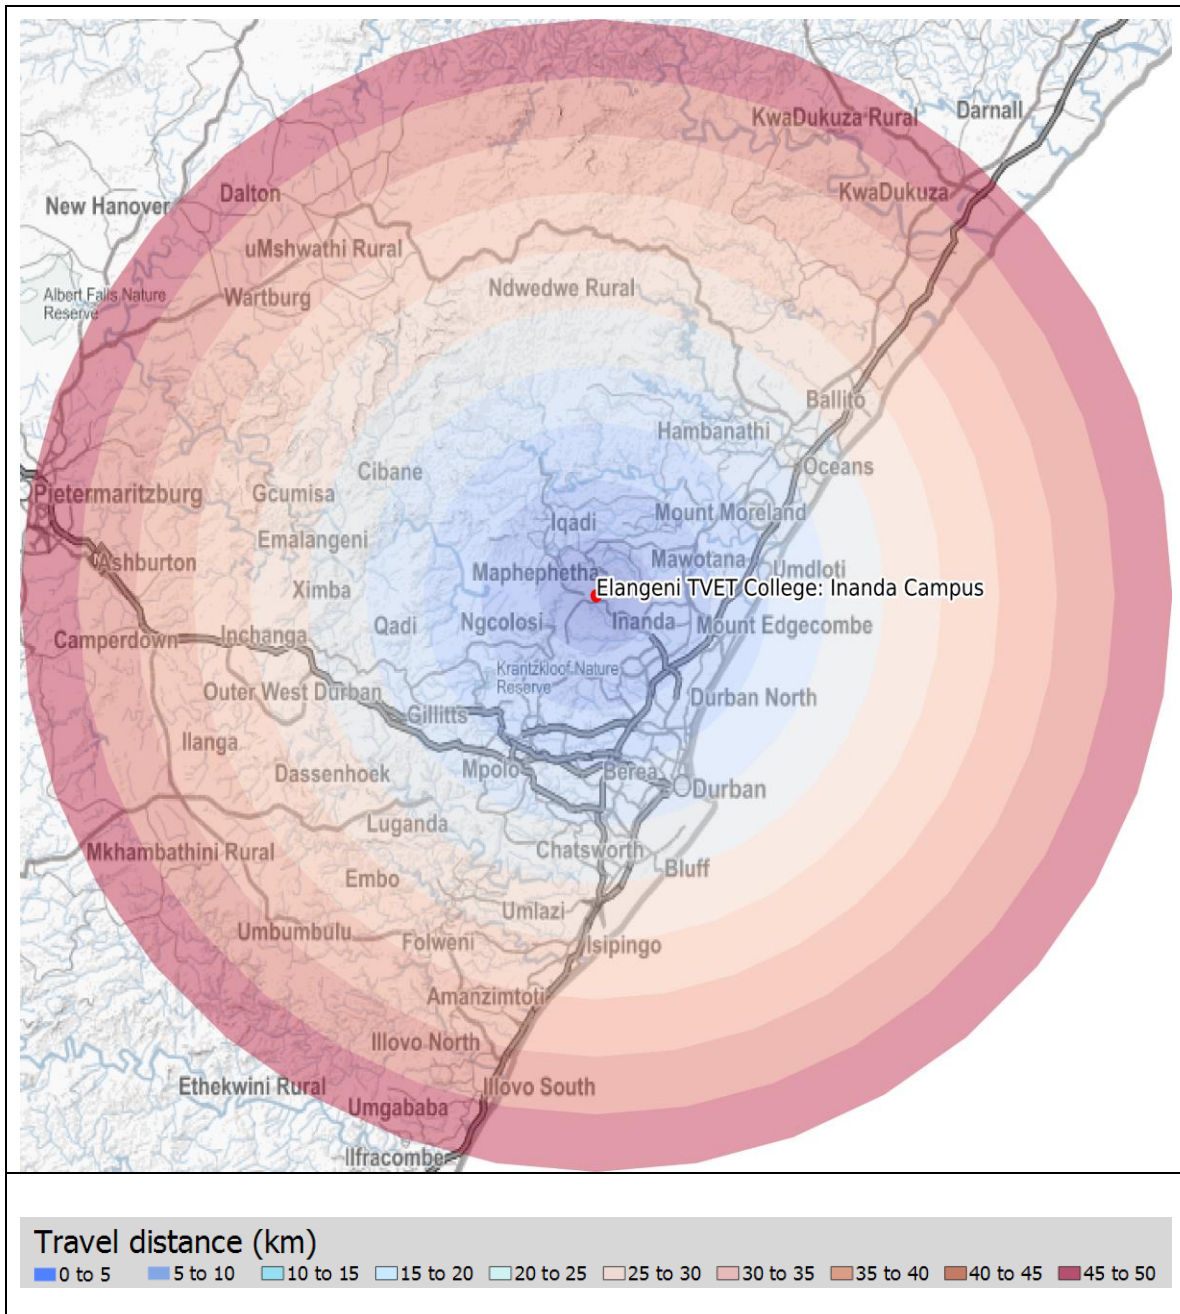 KwaDukuza Rural
Darnall
Dalton
KwaDukuza
New Hanover
uMshwathi Rural
Albert Falls Nature
Reserve
Wartburg
Ndwedwe Rural
Ballito
Hambanathi
Cibane
Oceans
Pietermaritzburg
Gcumisa
Iqadi
Mount Moreland
Emalangeni
Ashburton
Maphephetha
Mawotana
Umdloti
Ximba
Elangeni TVET College: Inanda Campus
Qadi
Ngcolosi
Inanda
Mount Edgecombe
Camperdown
Inchanga
Krantzkloof Nature
Reserve
Outer West Durban
Durban North
Gillitts
Ilanga
Dassenhoek
Mpolo
Berea
Durban
Luganda
Mkhambathini Rural
Chatsworth
Bluff
Embo
Umlazi
Umbumbulu
Folweni
Isipingo
Amanzimtoti
Illovo North
Ethekwini Rural
Illovo South
Umgababa
Ilfracombe
Travel distance (km)
0 to 5 5 to 10 10 to 15 15 to 20 20 to 25 25 to 30 30 to 35 35 to 40 40 to 45 45 to 50